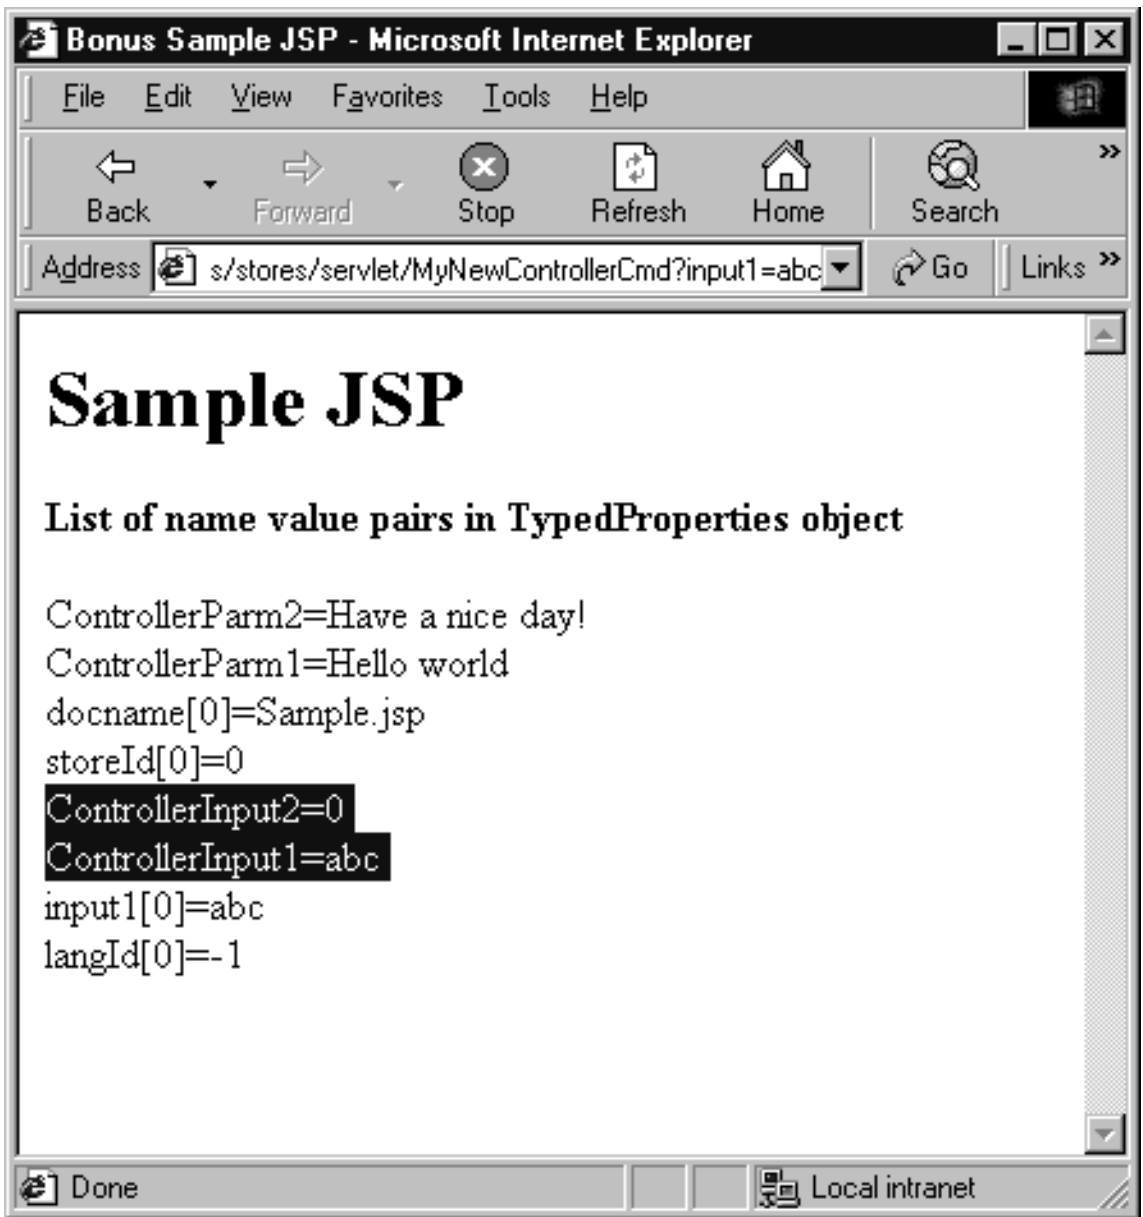 Bonus Sample JSP - Microsoft Internet Explorer
File Edit View Favorites Tools Help
Back Forward Stop Refresh Home Search »
Address s/stores/servlet/MyNewControllerCmd?input1=abc Go Links »
Sample JSP
List of name value pairs in TypedProperties object
ControllerParm2=Have a nice day!
ControllerParm1=Hello world
docname[0]=Sample.jsp
storeId[0]=0
ControllerInput2=0
ControllerInput1=abc
input1[0]=abc
langId[0]=-1
Done Local intranet